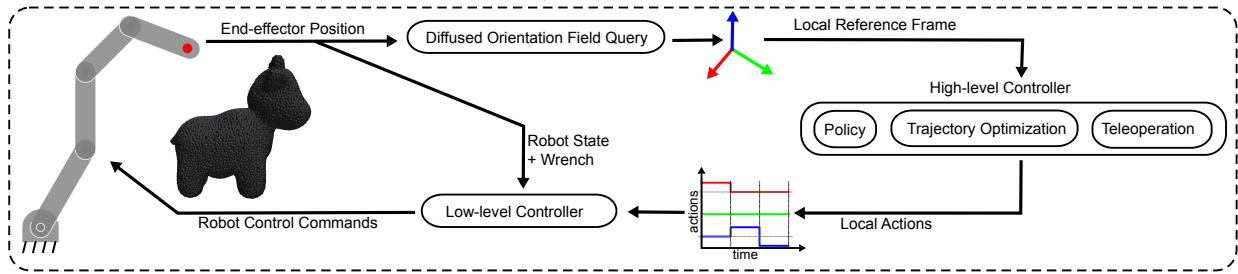 End-effector Position
Diffused Orientation Field Query
Local Reference Frame
High-level Controller
Policy
Trajectory Optimization
Teleoperation
Robot State
+ Wrench
Low-level Controller
Robot Control Commands
actions
time
Local Actions